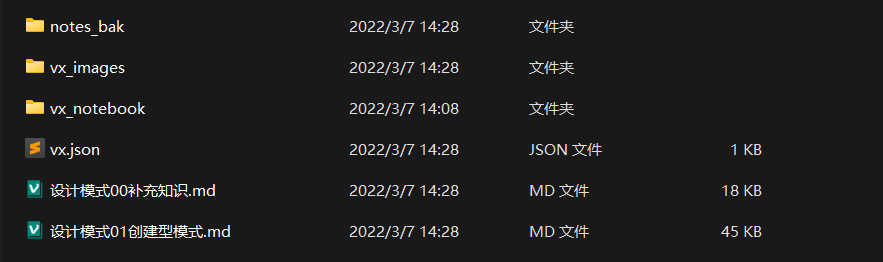 notes_bak 2022/3/7 14:28 文件夹
vx_images 2022/3/7 14:28 文件夹
vx_notebook 2022/3/7 14:08 文件夹
vx.json 2022/3/7 14:28 JSON 文件 1 KB
设计模式00补充知识.md 2022/3/7 14:28 MD 文件 18 KB
设计模式01创建型模式.md 2022/3/7 14:28 MD 文件 45 KB